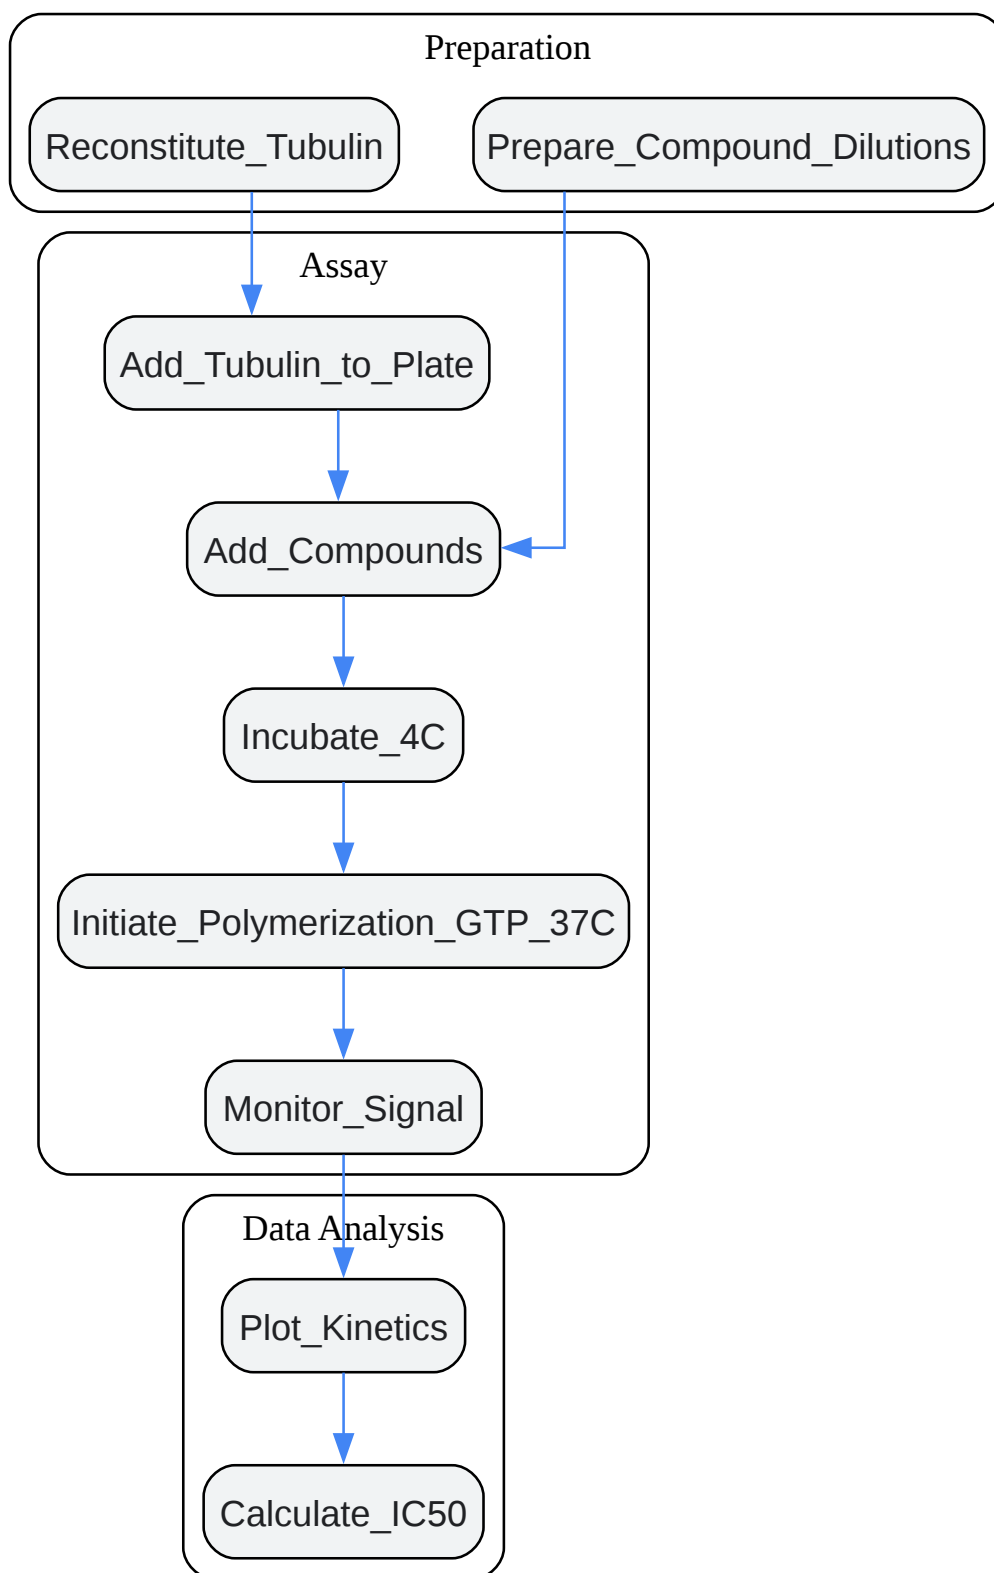 Preparation
Reconstitute_Tubulin
Prepare_Compound_Dilutions
Assay
Add_Tubulin_to_Plate
Add_Compounds
Incubate_4C
Initiate_Polymerization_GTP_37C
Monitor_Signal
Data Analysis
Plot_Kinetics
Calculate_IC50